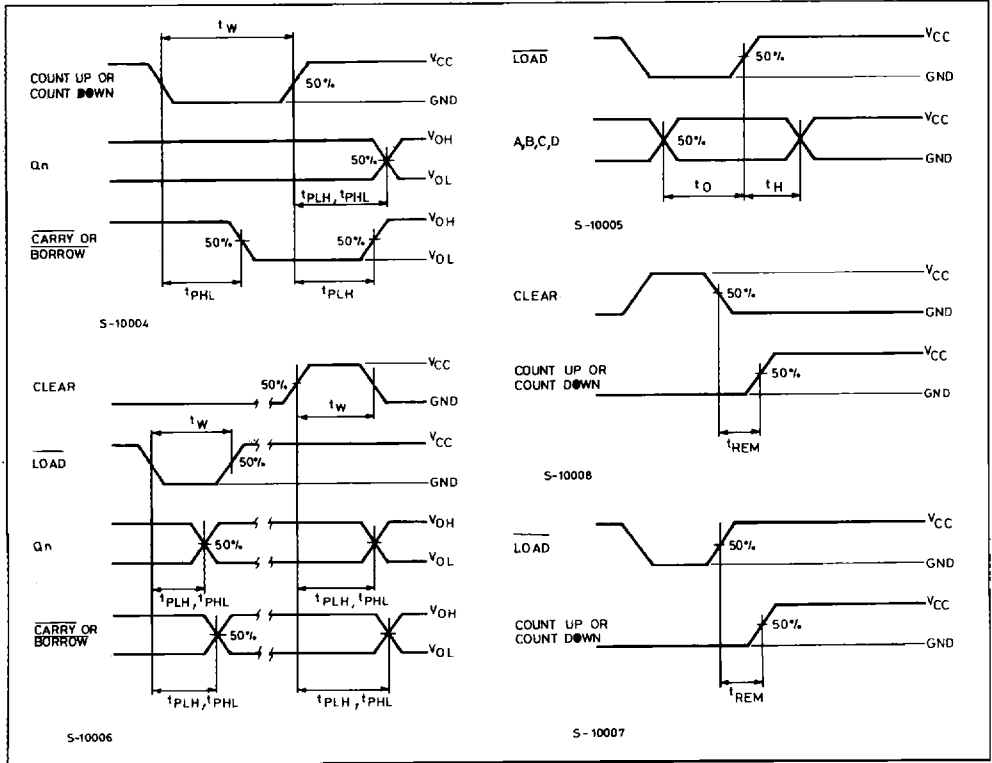 tW
COUNT UP OR
COUNT DOWN
50%
VCC
GND
Qn
50%
VOH
VOL
tPLH, tPHL
CARRY OR
BORROW
50%
50%
VOH
VOL
tPHL
tPLH
S-10004
LOAD
50%
VCC
GND
A,B,C,D
50%
VCC
GND
tO
tH
S-10005
CLEAR
50%
VCC
GND
COUNT UP OR
COUNT DOWN
50%
VCC
GND
tREM
S-10008
CLEAR
50%
VCC
GND
tW
tW
LOAD
50%
VCC
GND
Qn
50%
VOH
VOL
tPLH, tPHL
tPLH, tPHL
CARRY OR
BORROW
50%
VOH
VOL
tPLH, tPHL
tPLH, tPHL
S-10006
LOAD
50%
VCC
GND
COUNT UP OR
COUNT DOWN
50%
VCC
GND
tREM
S-10007